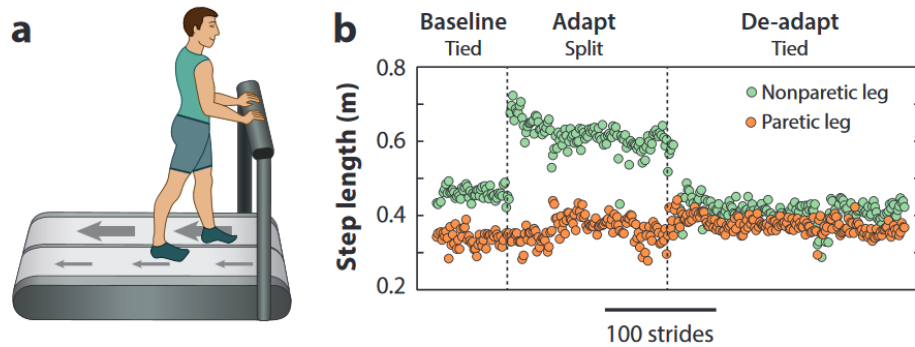 a
b
Baseline
Tied
Adapt
Split
De-adapt
Tied
Step length (m)
0.8
0.6
0.4
0.2
Nonparetic leg
Paretic leg
100 strides